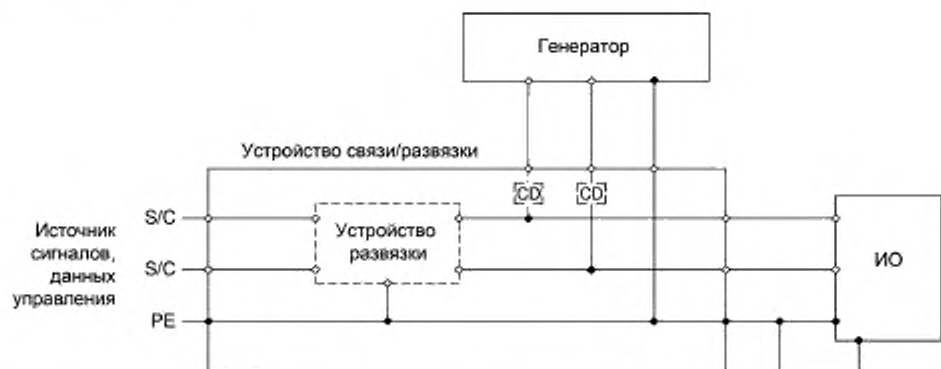 Генератор
Устройство связи/развязки
[CD] [CD]
S/C
Источник
сигналов,
данных
управления
Устройство
развязки
S/C
ИО
PE